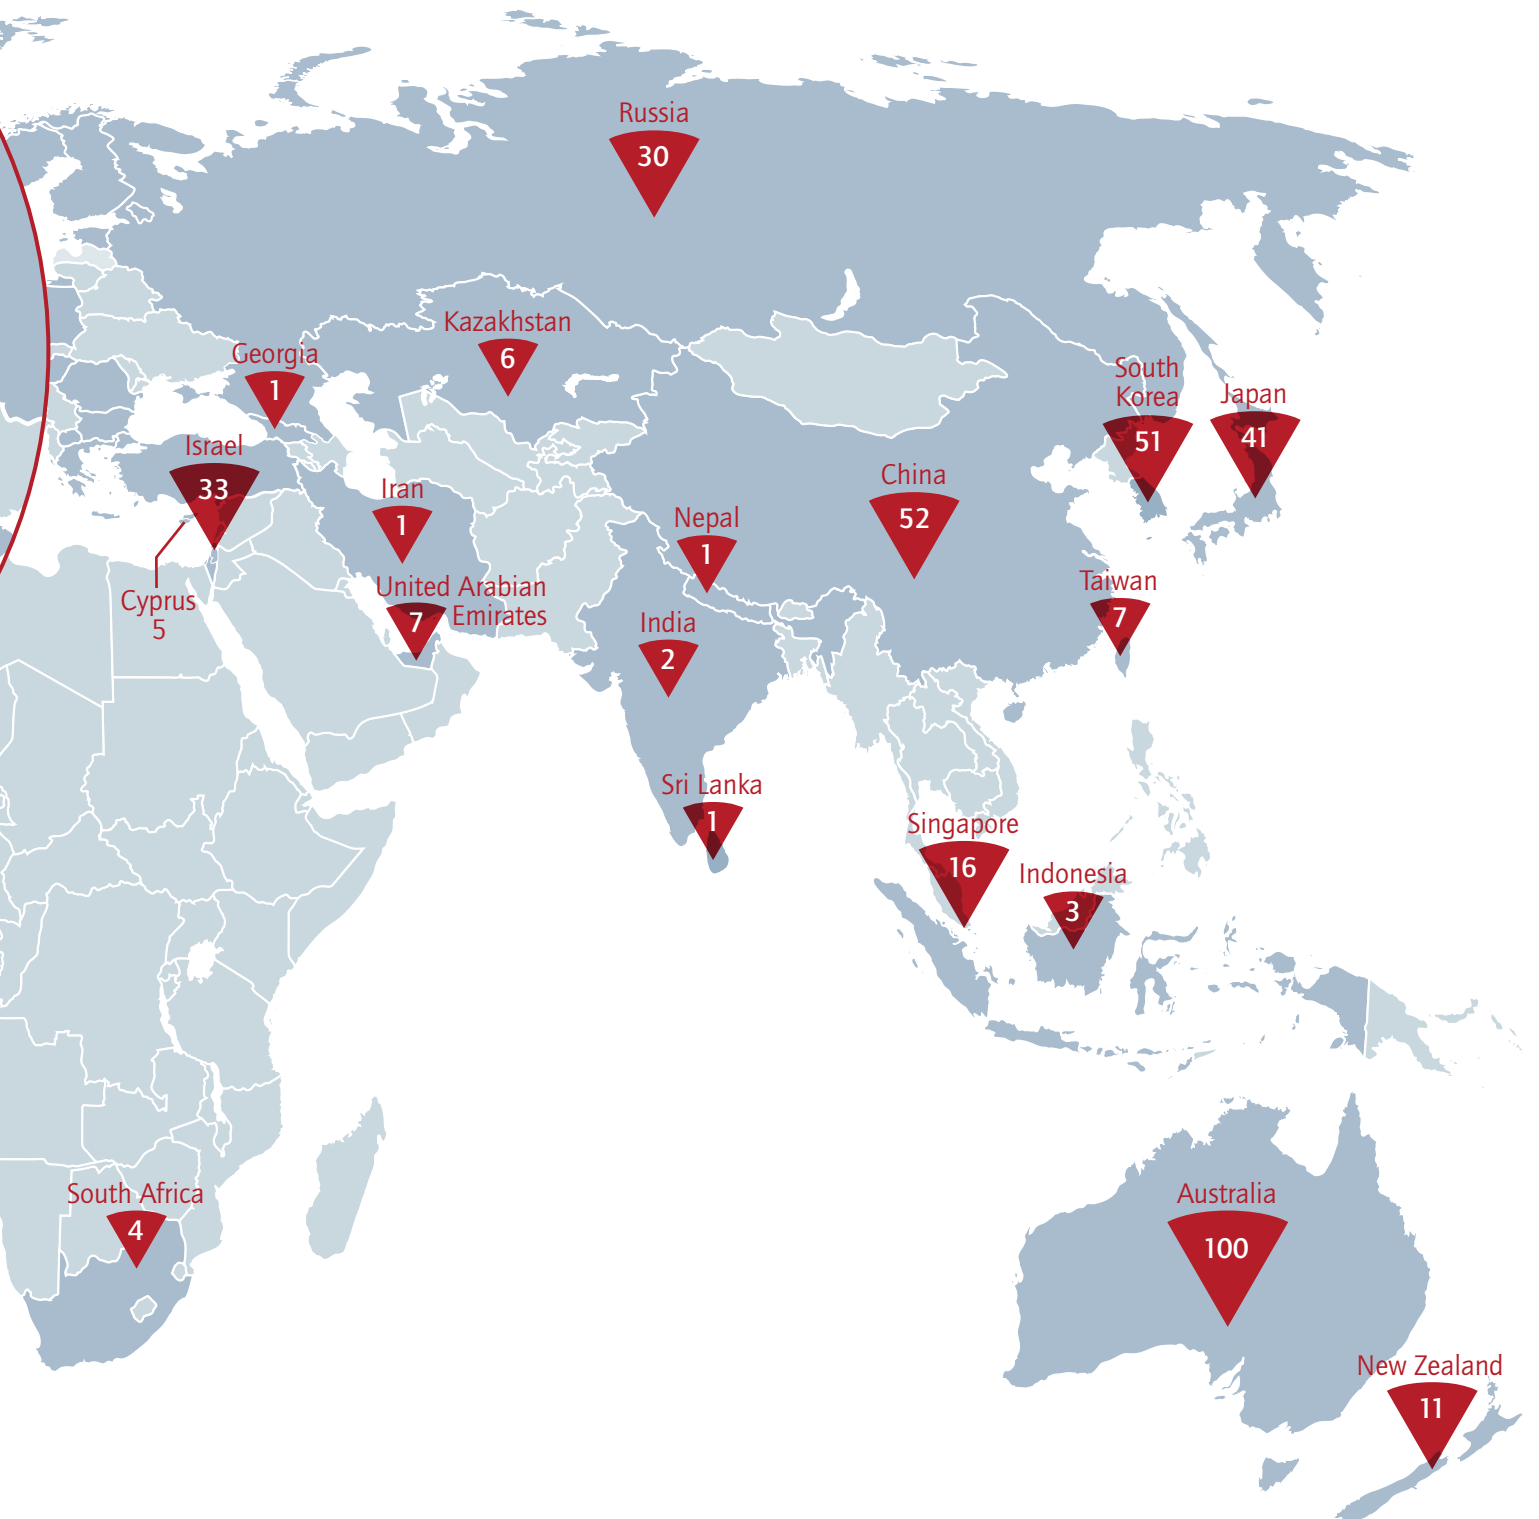 Russia
30
Kazakhstan
6
Georgia
1
South
Korea
51
Japan
41
Israel
33
China
52
Iran
1
Nepal
1
Taiwan
7
United Arabian
Emirates
7
Cyprus
5
India
2
Sri Lanka
1
Singapore
16
Indonesia
3
South Africa
4
Australia
100
New Zealand
11